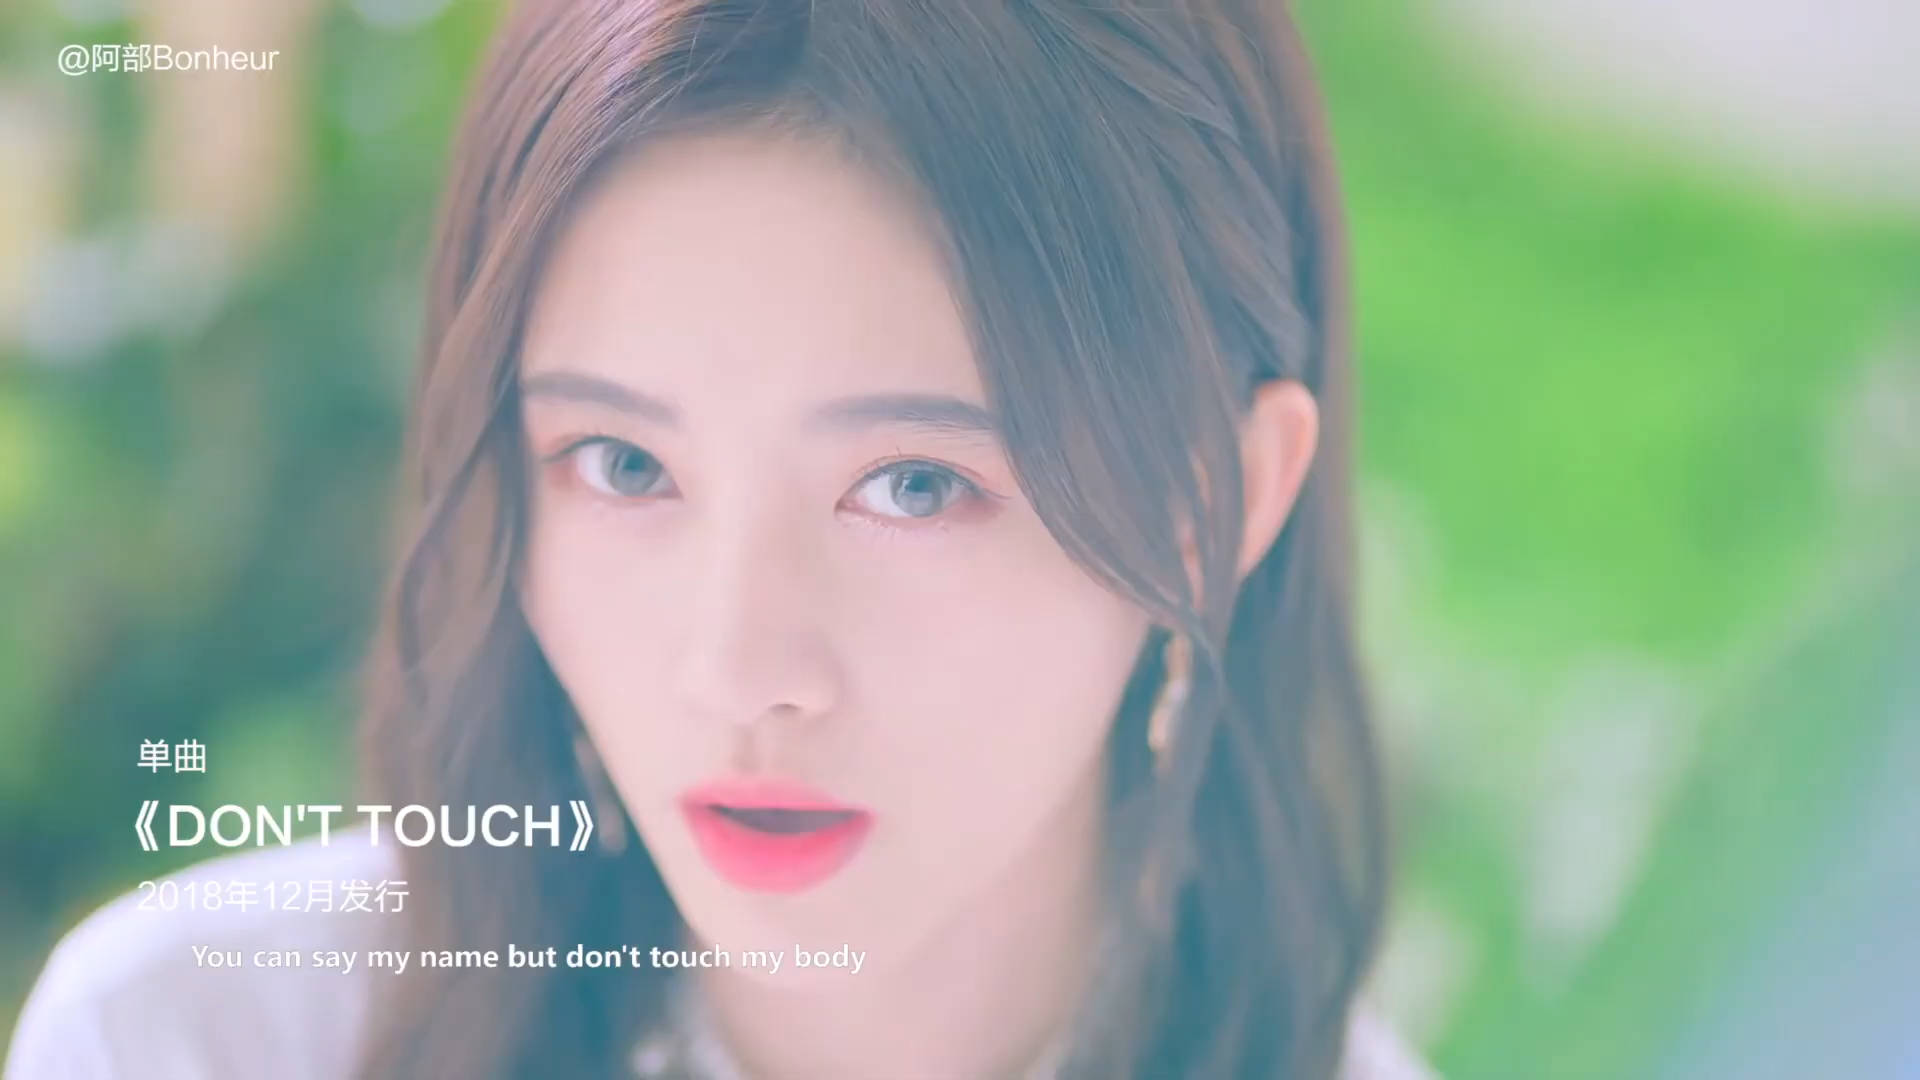 @阿部Bonheur
单曲
《DON'T TOUCH》
2018年12月发行
You can say my name but don't touch my body